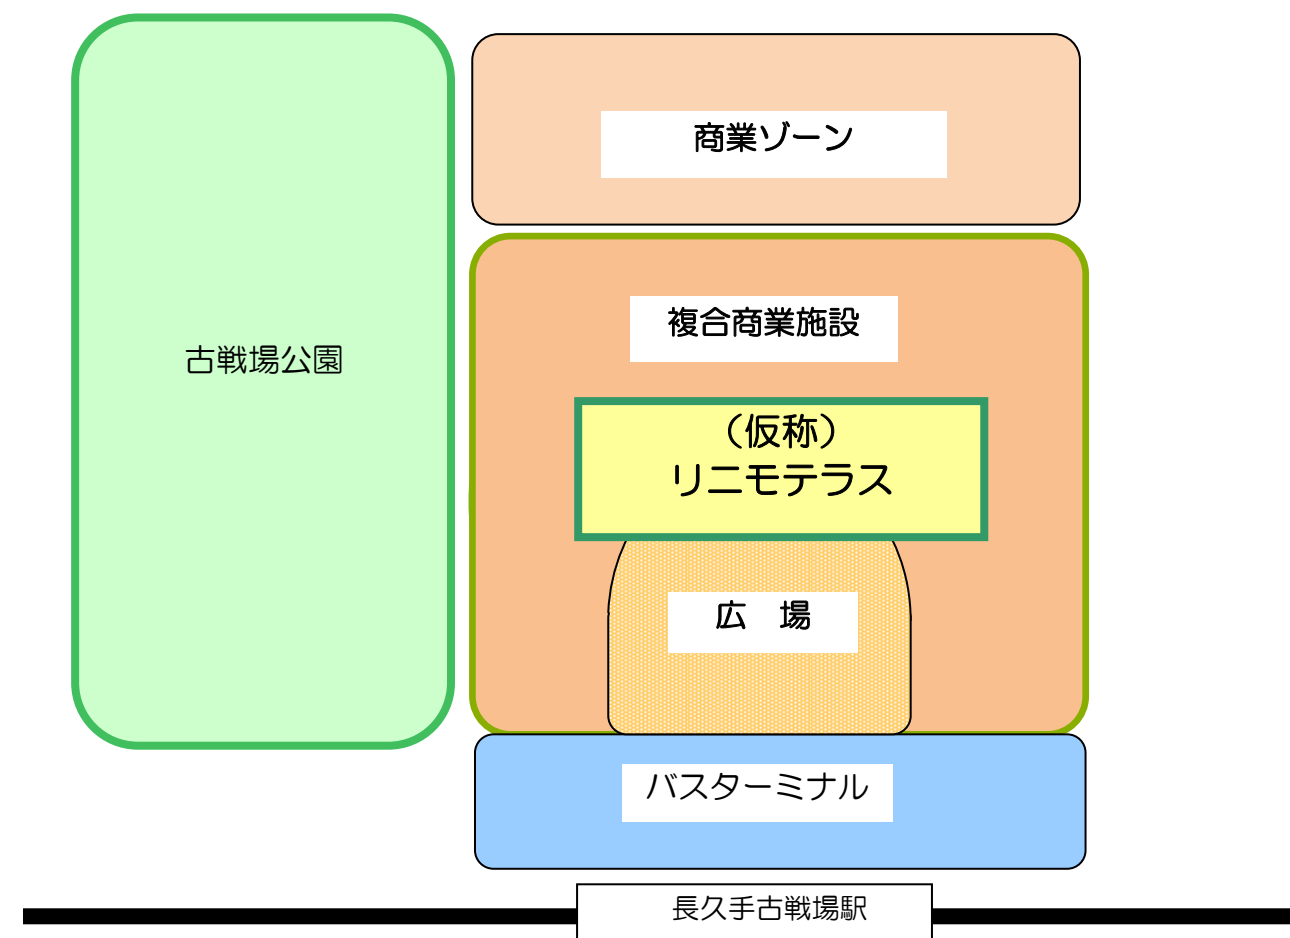 商業ゾーン
複合商業施設
古戦場公園
（仮称）
リニモテラス
広　場
バスターミナル
長久手古戦場駅